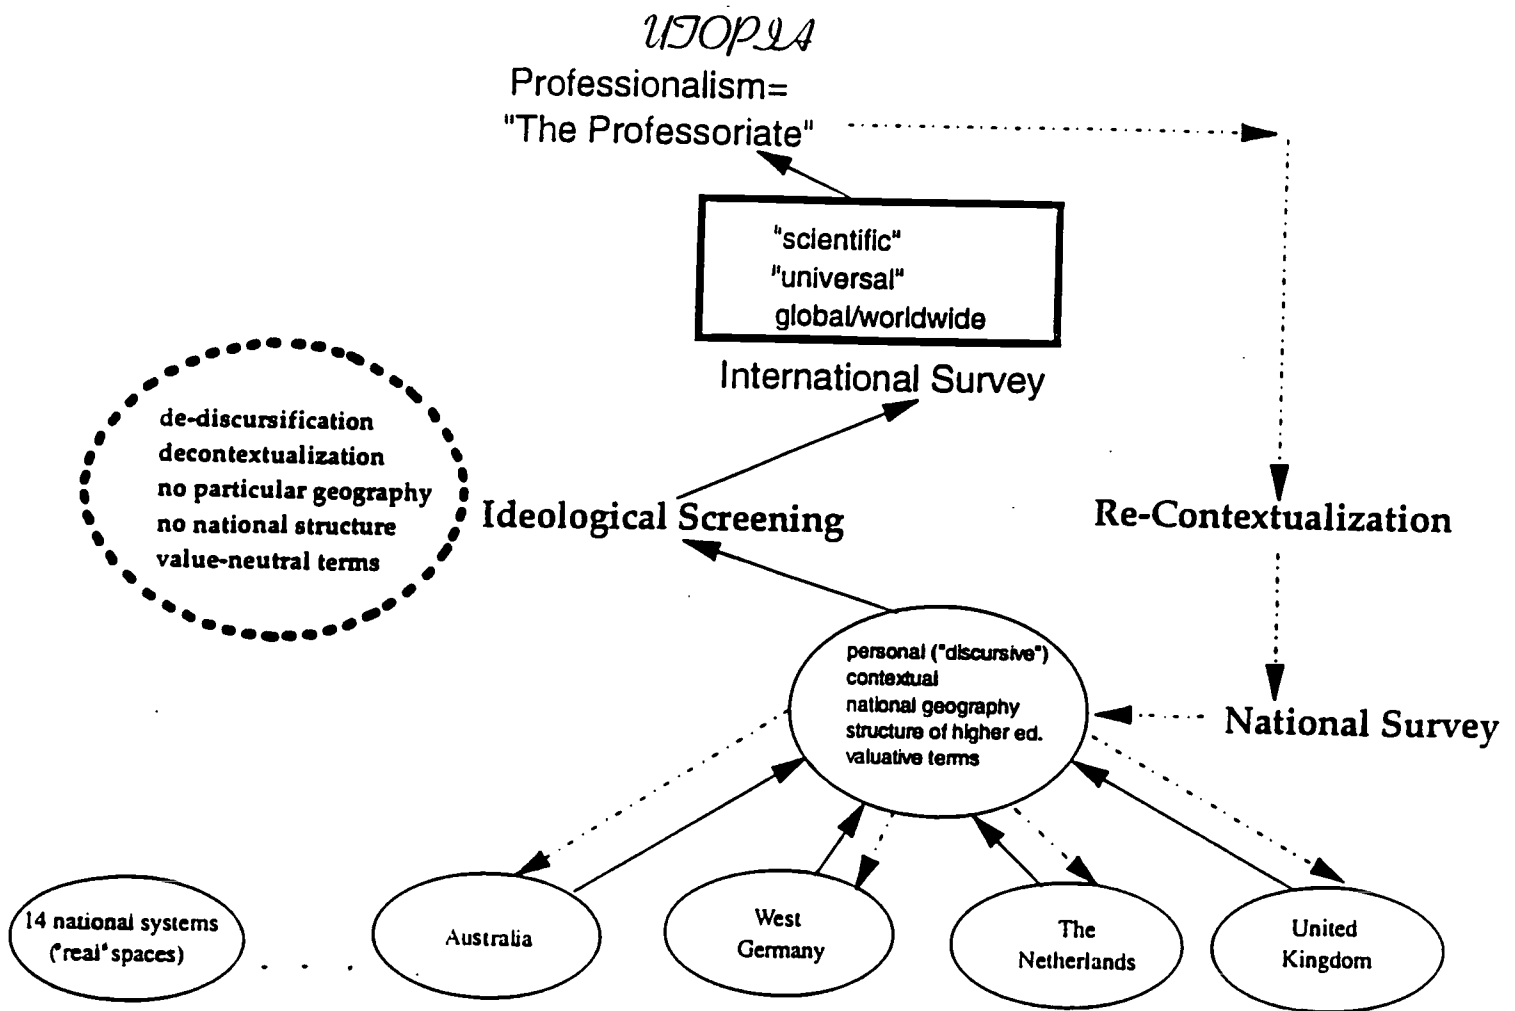 UTOPIA
Professionalism=
"The Professoriate"
"scientific"
"universal"
global/worldwide
International Survey
de-discursification
decontextualization
no particular geography
no national structure
value-neutral terms
Ideological Screening
Re-Contextualization
personal ("discursive")
contextual
national geography
structure of higher ed.
valuative terms
National Survey
14 national systems
("real" spaces)
. . .
Australia
West
Germany
The
Netherlands
United
Kingdom